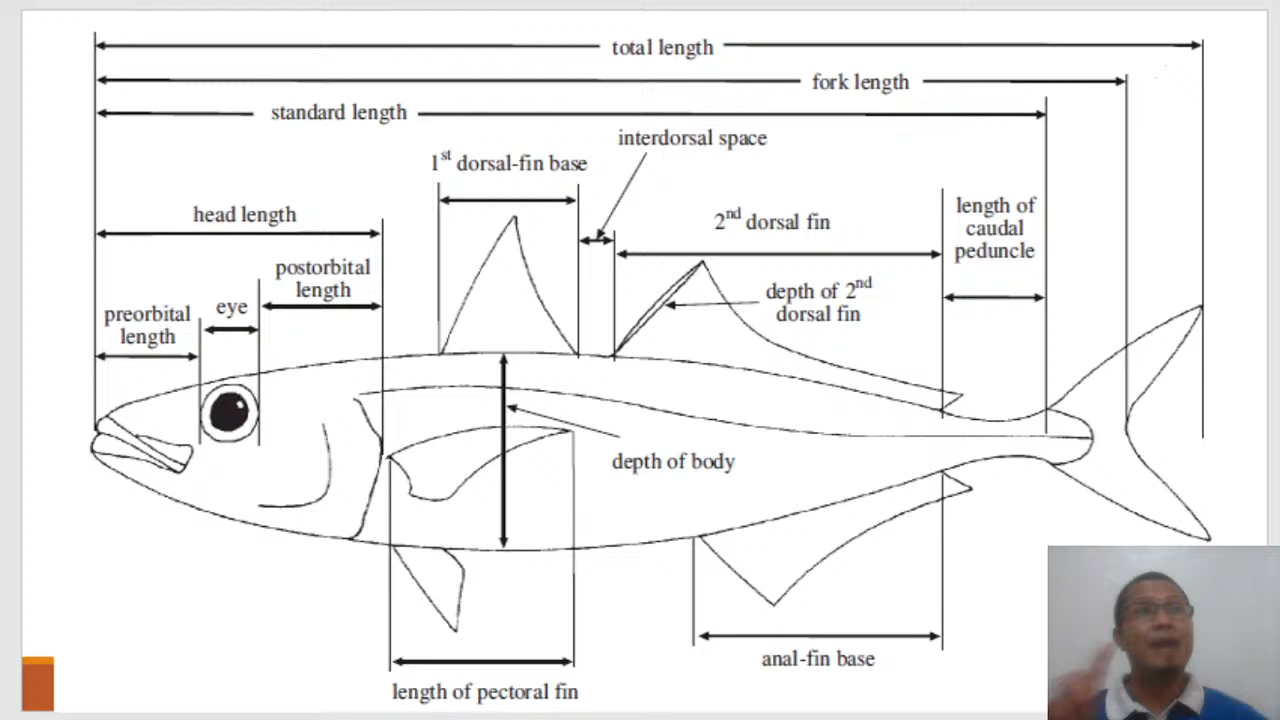 total length
fork length
standard length
interdorsal space
1st dorsal-fin base
head length
2nd dorsal fin
length of
caudal
peduncle
postorbital
length
eye
preorbital
length
depth of 2nd
dorsal fin
depth of body
anal-fin base
length of pectoral fin